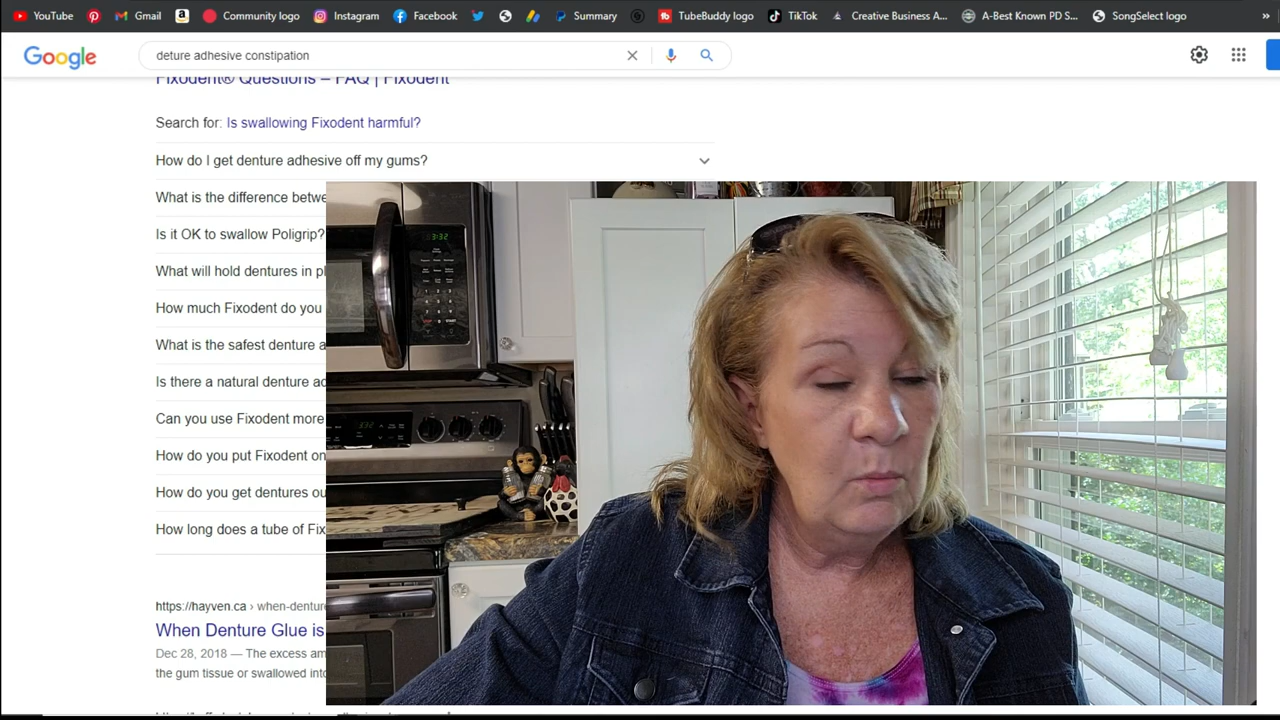 YouTube Gmail Community logo Instagram Facebook Summary TubeBuddy logo TikTok Creative Business A... A-Best Known PD S... SongSelect logo »
Google deture adhesive constipation
Fixodent® Questions – FAQ | Fixodent
Search for: Is swallowing Fixodent harmful?
How do I get denture adhesive off my gums?
What is the difference betwe
Is it OK to swallow Poligrip?
What will hold dentures in pl
How much Fixodent do you
What is the safest denture a
Is there a natural denture ad
Can you use Fixodent more
How do you put Fixodent on
How do you get dentures ou
How long does a tube of Fix
https://hayven.ca › when-denture
When Denture Glue is
Dec 28, 2018 — The excess am
the gum tissue or swallowed into
3:32